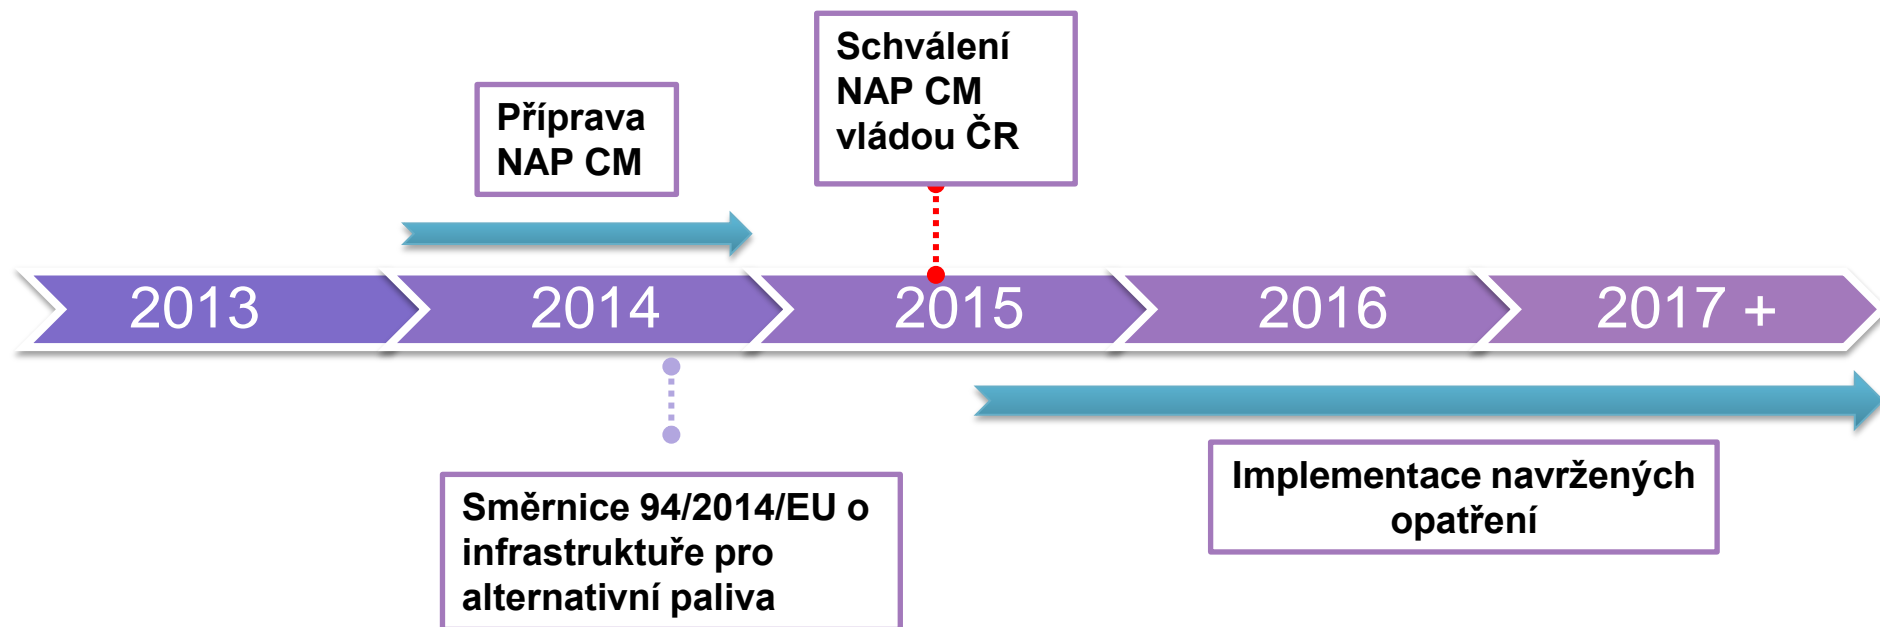 Schválení
NAP CM
vládou ČR
Příprava
NAP CM
2013
2014
2015
2016
2017 +
Směrnice 94/2014/EU o
infrastruktuře pro
alternativní paliva
Implementace navržených
opatření